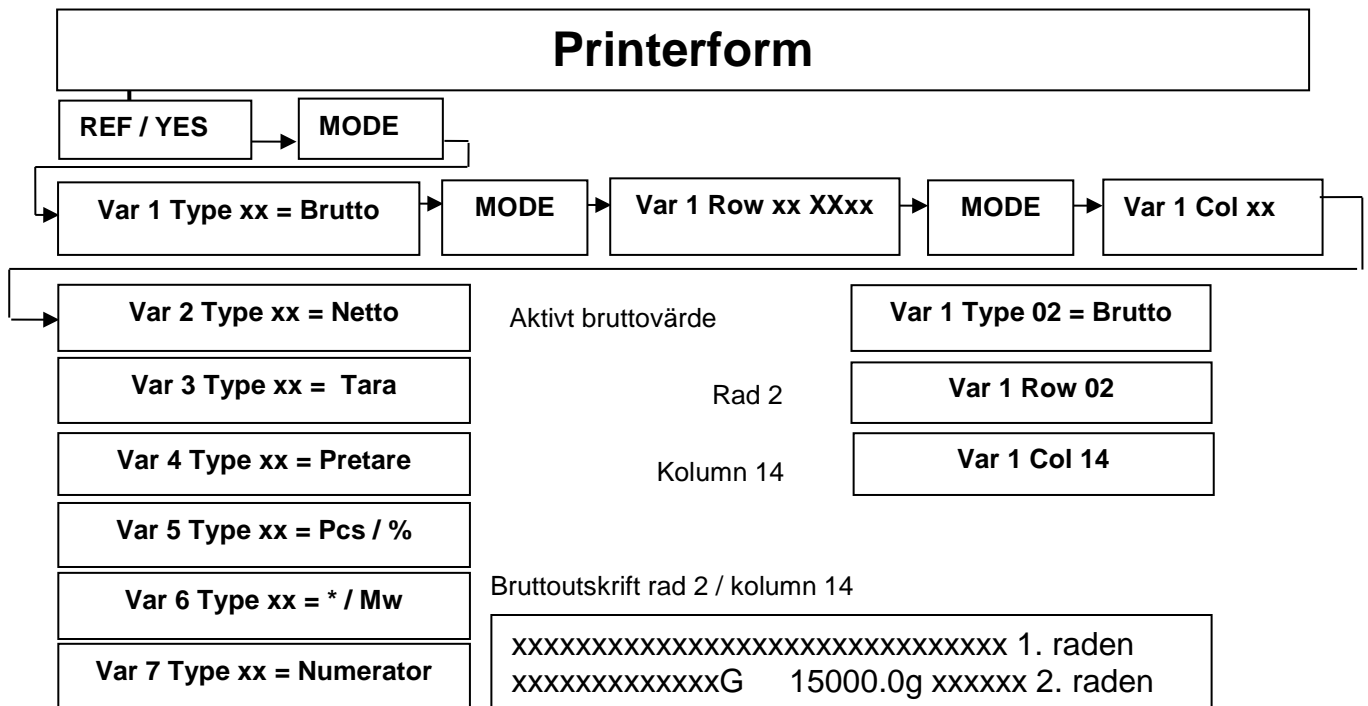 Printerform
REF / YES
MODE
Var 1 Type xx = Brutto
MODE
Var 1 Row xx XXxx
MODE
Var 1 Col xx
Var 2 Type xx = Netto
Aktivt bruttovärde
Var 1 Type 02 = Brutto
Var 3 Type xx = Tara
Rad 2
Var 1 Row 02
Var 4 Type xx = Pretare
Kolumn 14
Var 1 Col 14
Var 5 Type xx = Pcs / %
Var 6 Type xx = * / Mw
Var 7 Type xx = Numerator
Bruttoutskrift rad 2 / kolumn 14
xxxxxxxxxxxxxxxxxxxxxxxxxxxxxxx 1. raden
xxxxxxxxxxxxxG 15000.0g xxxxxx 2. raden